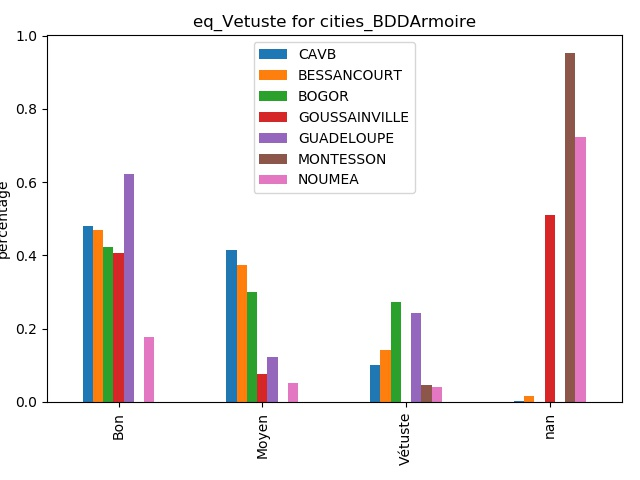 eq_Vetuste for cities_BDDArmoire
1.0
0.8
0.6
0.4
0.2
0.0
percentage
CAVB
BESSANCOURT
BOGOR
GOUSSAINVILLE
GUADELOUPE
MONTESSON
NOUMEA
Bon
Moyen
Vétuste
nan